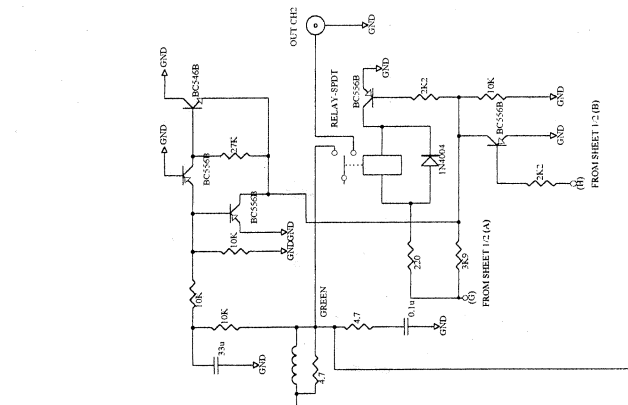 OUT CH2
GND
GND
BC546B
GND
BC556B
27K
BC556B
GND
GND
10K
10K
10K
33u
GND
4.7
GREEN
4.7
0.1u
GND
RELAY-SPDT
BC556B
GND
2K2
10K
GND
BC556B
GND
1N4004
2K2
FROM SHEET 1/2 (B)
220
3K9
(G)
FROM SHEET 1/2 (A)